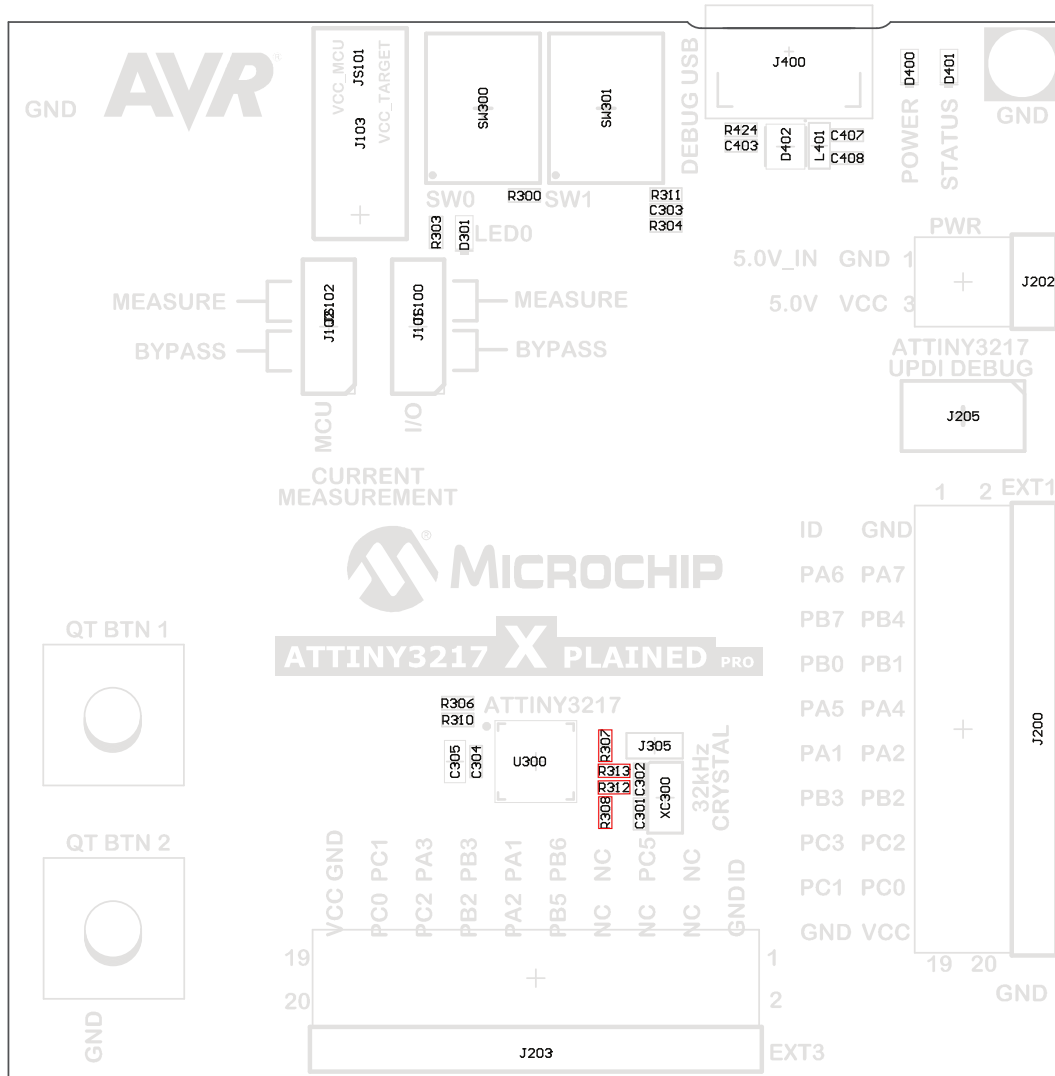 AVR®
GND
VCC_MCU
JS101
J103
VCC_TARGET
SW300
SW301
DEBUG USB
J400
D400
D401
GND
POWER
STATUS
R424
C403
D402
L401
C407
C408
SW0
R300
SW1
R311
C303
R304
R303
D301
LED0
PWR
5.0V_IN GND 1
5.0V VCC 3
J202
MEASURE
BYPASS
JS102
JS100
MEASURE
BYPASS
MCU
I/O
CURRENT
MEASUREMENT
ATTINY3217
UPDI DEBUG
J205
1 2 EXT1
ID GND
PA6 PA7
PB7 PB4
PB0 PB1
PA5 PA4
PA1 PA2
PB3 PB2
PC3 PC2
PC1 PC0
GND VCC
19 20
GND
J200
MICROCHIP
ATTINY3217 X PLAINED PRO
QT BTN 1
QT BTN 2
GND
R306
R310
ATTINY3217
C305
C304
U300
R307
R313
R312
R308
J305
C302
C301
XC300
32kHz
CRYSTAL
GND PC1 PA3 PB3 PA1 PB6 NC PC5 NC ID
VCC PC0 PC2 PB2 PA2 PB5 NC NC NC GND
19
20
1
2
J203
EXT3